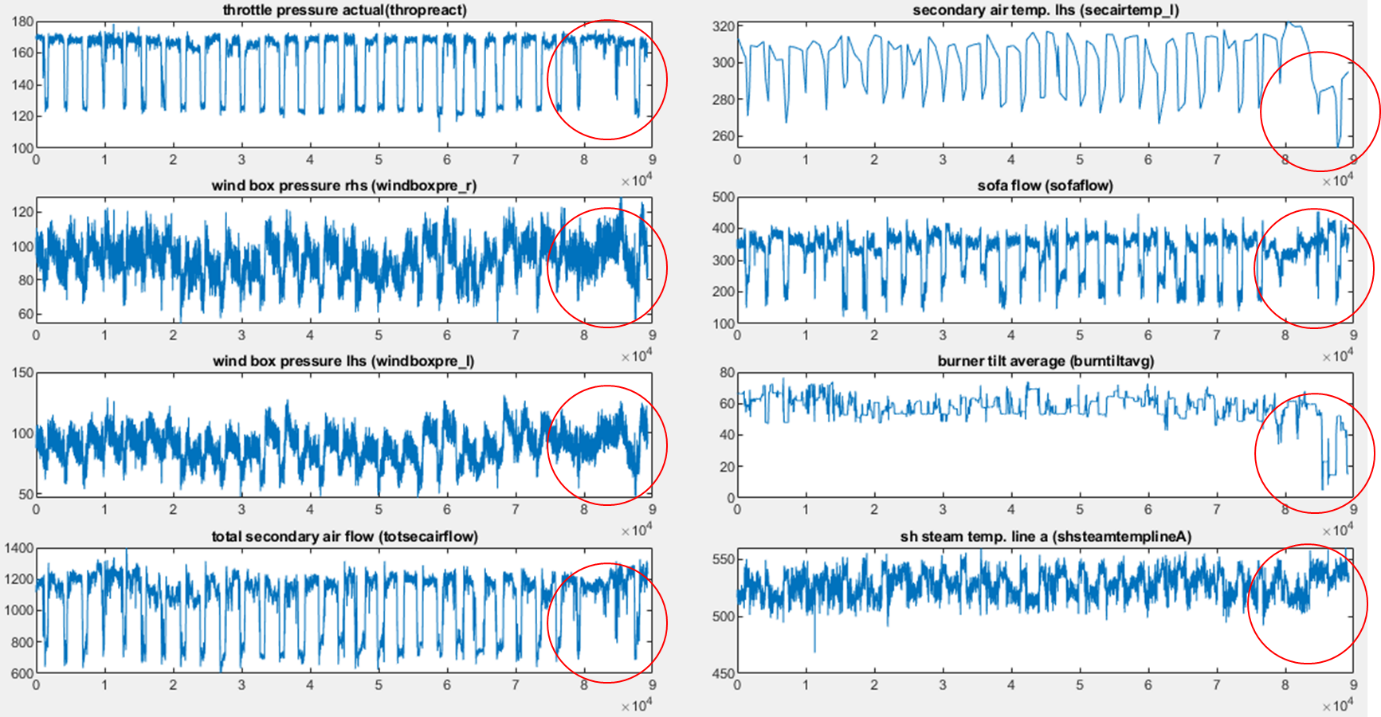 throttle pressure actual(thropreact)
180
160
140
120
100
0 1 2 3 4 5 6 7 8 9
×10⁴
secondary air temp. lhs (secairtemp_l)
320
300
280
260
0 1 2 3 4 5 6 7 8 9
×10⁴
wind box pressure rhs (windboxpre_r)
120
100
80
60
0 1 2 3 4 5 6 7 8 9
×10⁴
sofa flow (sofaflow)
500
400
300
200
100
0 1 2 3 4 5 6 7 8 9
×10⁴
wind box pressure lhs (windboxpre_l)
150
100
50
0 1 2 3 4 5 6 7 8 9
×10⁴
burner tilt average (burntiltavg)
80
60
40
20
0
0 1 2 3 4 5 6 7 8 9
×10⁴
total secondary air flow (totsecairflow)
1400
1200
1000
800
600
0 1 2 3 4 5 6 7 8 9
×10⁴
sh steam temp. line a (shsteamtemplineA)
550
500
450
0 1 2 3 4 5 6 7 8 9
×10⁴